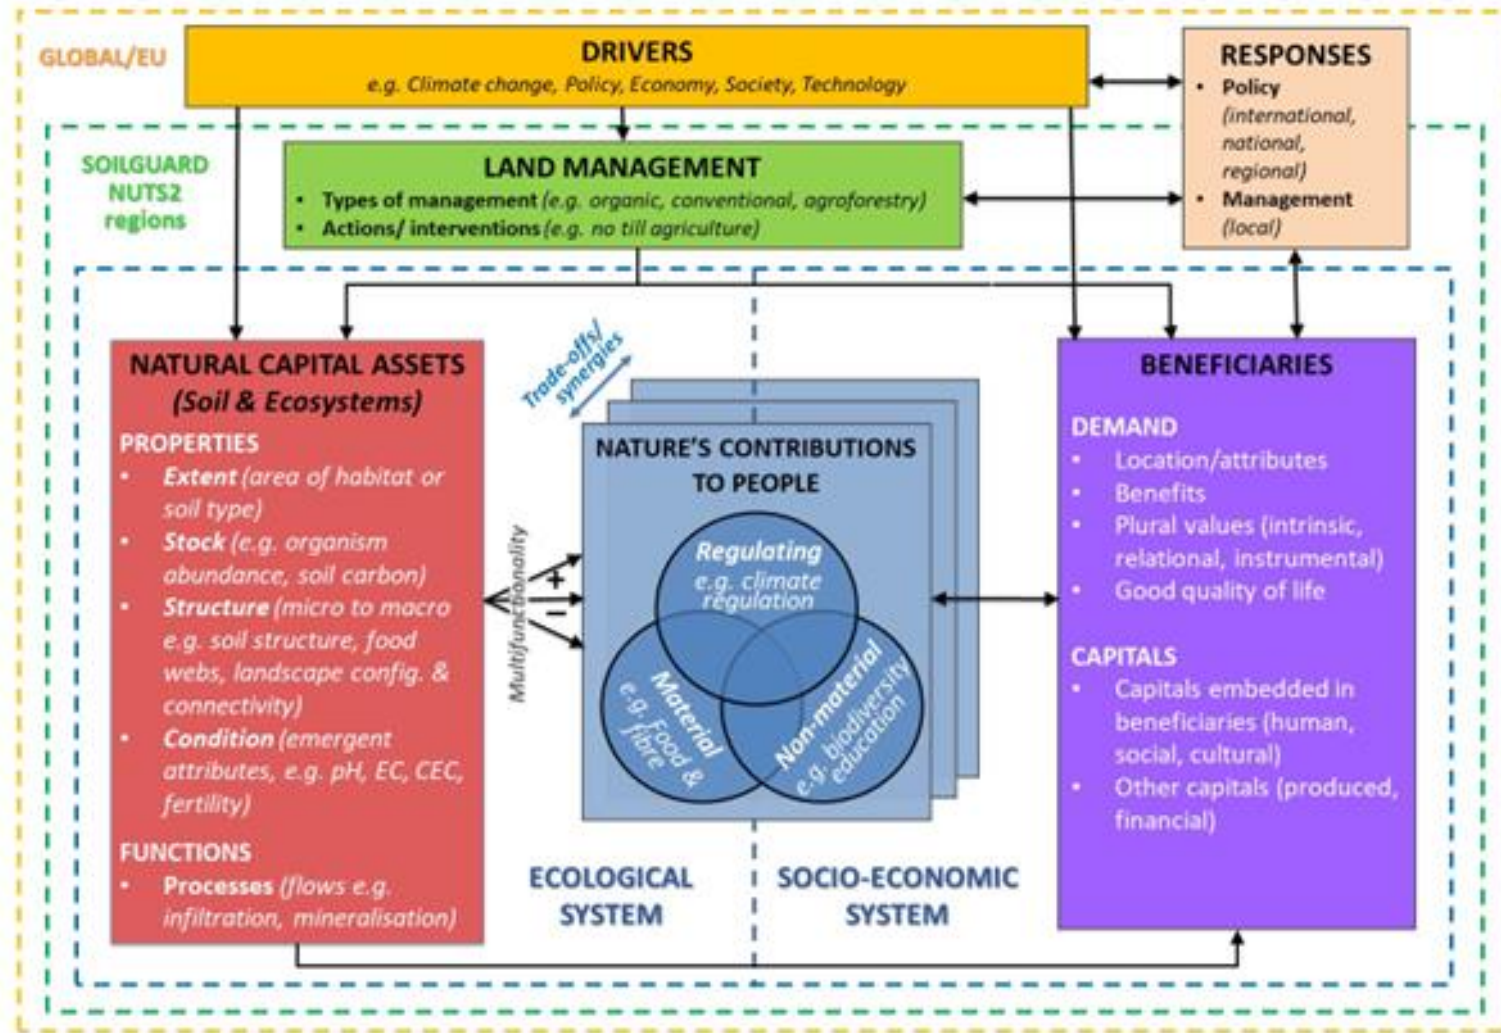 GLOBAL/EU
DRIVERS
e.g. Climate change, Policy, Economy, Society, Technology
RESPONSES
• Policy
(international,
national,
regional)
• Management
(local)
SOILGUARD
NUTS2
regions
LAND MANAGEMENT
• Types of management (e.g. organic, conventional, agroforestry)
• Actions/ interventions (e.g. no till agriculture)
NATURAL CAPITAL ASSETS
(Soil & Ecosystems)
PROPERTIES
• Extent (area of habitat or
soil type)
• Stock (e.g. organism
abundance, soil carbon)
• Structure (micro to macro
e.g. soil structure, food
webs, landscape config. &
connectivity)
• Condition (emergent
attributes, e.g. pH, EC, CEC,
fertility)
FUNCTIONS
• Processes (flows e.g.
infiltration, mineralisation)
Multifunctionality
+
−
Trade-offs/
synergies
NATURE'S CONTRIBUTIONS
TO PEOPLE
Regulating
e.g. climate
regulation
Material
e.g. Food &
fibre
Non-material
e.g. biodiversity
education
ECOLOGICAL
SYSTEM
SOCIO-ECONOMIC
SYSTEM
BENEFICIARIES
DEMAND
• Location/attributes
• Benefits
• Plural values (intrinsic,
relational, instrumental)
• Good quality of life
CAPITALS
• Capitals embedded in
beneficiaries (human,
social, cultural)
• Other capitals (produced,
financial)